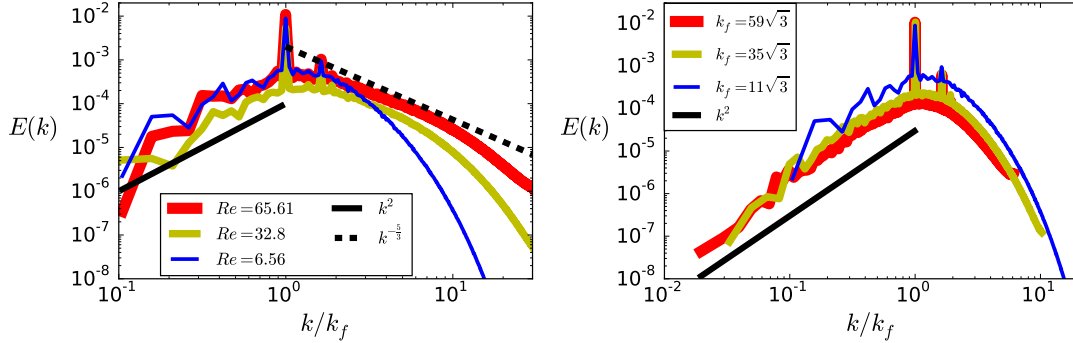 E(k)
10^{-2}
10^{-3}
10^{-4}
10^{-5}
10^{-6}
10^{-7}
10^{-8}
10^{-1}
10^{0}
10^{1}
k/k_f
Re=65.61
Re=32.8
Re=6.56
k^2
k^{-\frac{5}{3}}
E(k)
10^{-2}
10^{-3}
10^{-4}
10^{-5}
10^{-6}
10^{-7}
10^{-8}
10^{-2}
10^{-1}
10^{0}
10^{1}
k/k_f
k_f=59√3
k_f=35√3
k_f=11√3
k^2